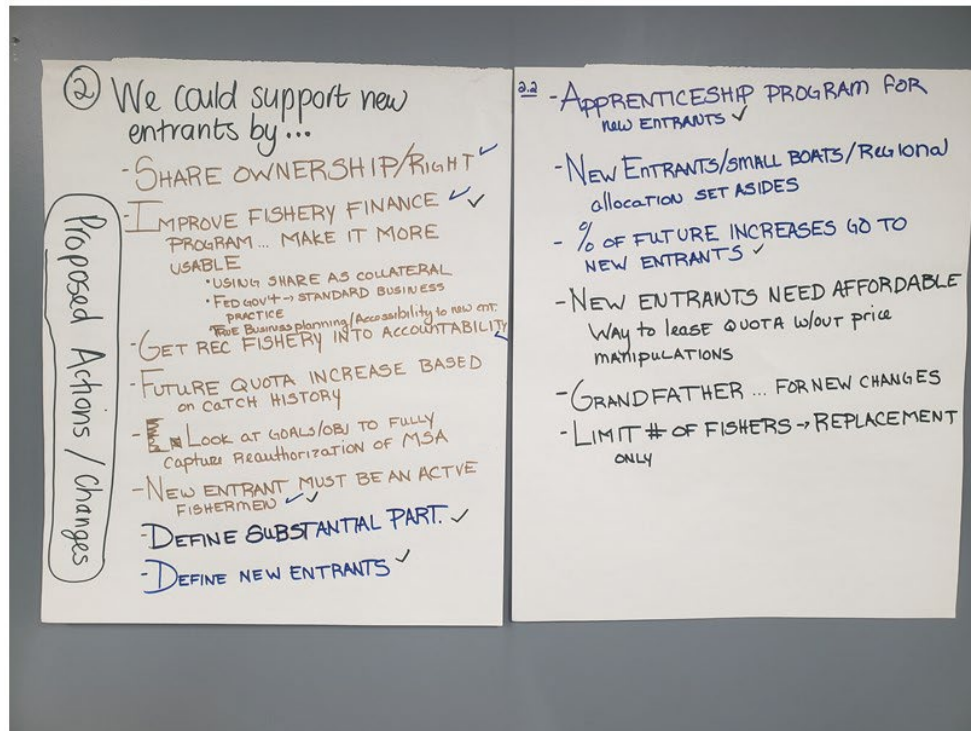 ② We could support new
entrants by...
- SHARE OWNERSHIP/RIGHT ✓
- IMPROVE FISHERY FINANCE ✓✓
PROGRAM... MAKE IT MORE
USABLE
• USING SHARE AS COLLATERAL
• FED GOV'T → STANDARD BUSINESS
PRACTICE
TRUE Business planning/Accessibility to new ent.
- GET REC FISHERY INTO ACCOUNTABILITY ✓
- FUTURE QUOTA INCREASE BASED
on CATCH HISTORY
- LOOK AT GOALS/OBJ TO FULLY
Capture Reauthorization of MSA
- NEW ENTRANT MUST BE AN ACTVE
FISHERMEN ✓✓
- DEFINE SUBSTANTIAL PART. ✓
- DEFINE NEW ENTRANTS ✓
Proposed Actions / Changes
2.2 - APPRENTICESHIP PROGRAM FOR
new ENTRANTS ✓
- NEW ENTRANTS/SMALL BOATS/REGIONAL
allocation SET ASIDES
- % OF FUTURE INCREASES GO TO
NEW ENTRANTS ✓
- NEW ENTRANTS NEED AFFORDABLE
Way to lease QUOTA w/out price
manipulations
- GRANDFATHER ... FOR NEW CHANGES
- LIMIT # OF FISHERS → REPLACEMENT
ONLY